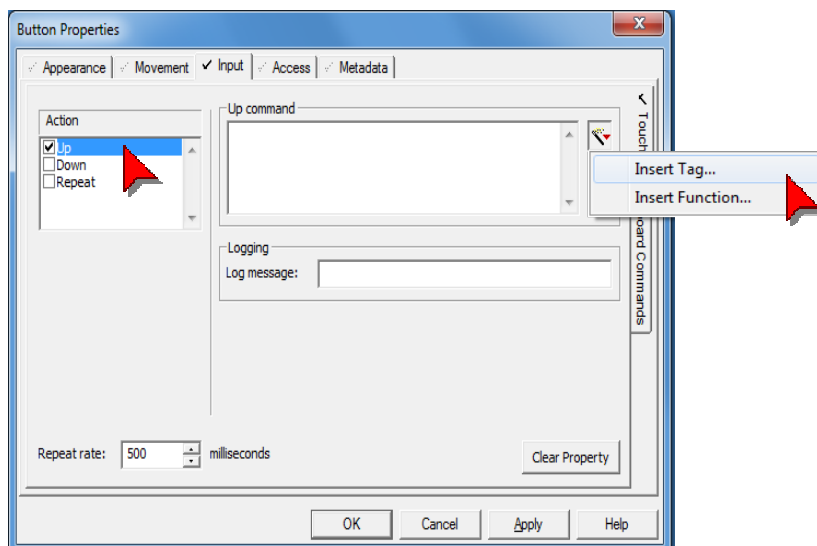 Button Properties
x
Appearance Movement Input Access Metadata
Action
Up
Down
Repeat
Up command
Insert Tag...
Insert Function...
Touch
oard Commands
Logging
Log message:
Repeat rate: 500 milliseconds
Clear Property
OK Cancel Apply Help